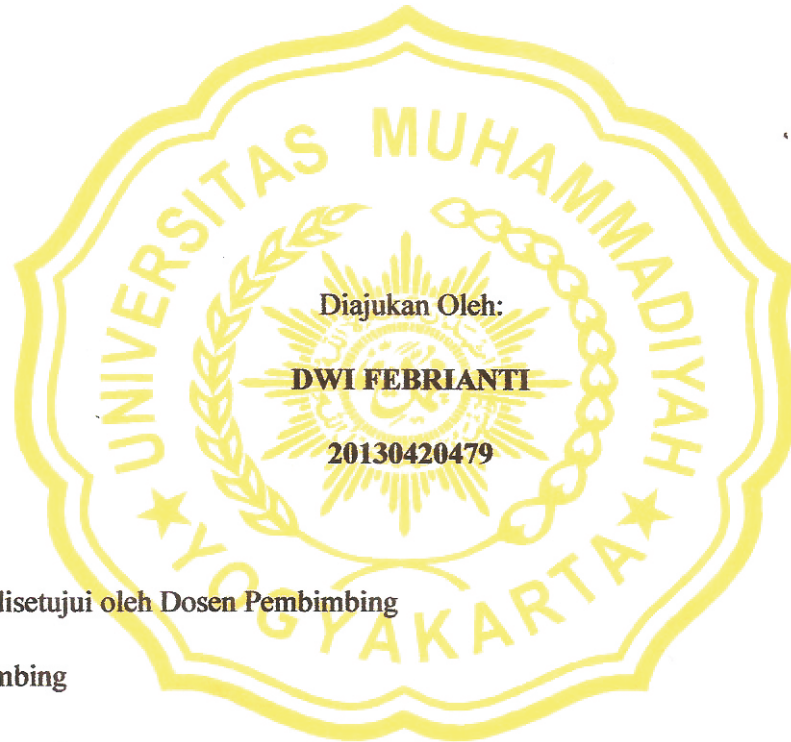 UNIVERSITAS MUHAMMADIYAH
Diajukan Oleh:
DWI FEBRIANTI
20130420479
YOGYAKARTA
disetujui oleh Dosen Pembimbing
mbing